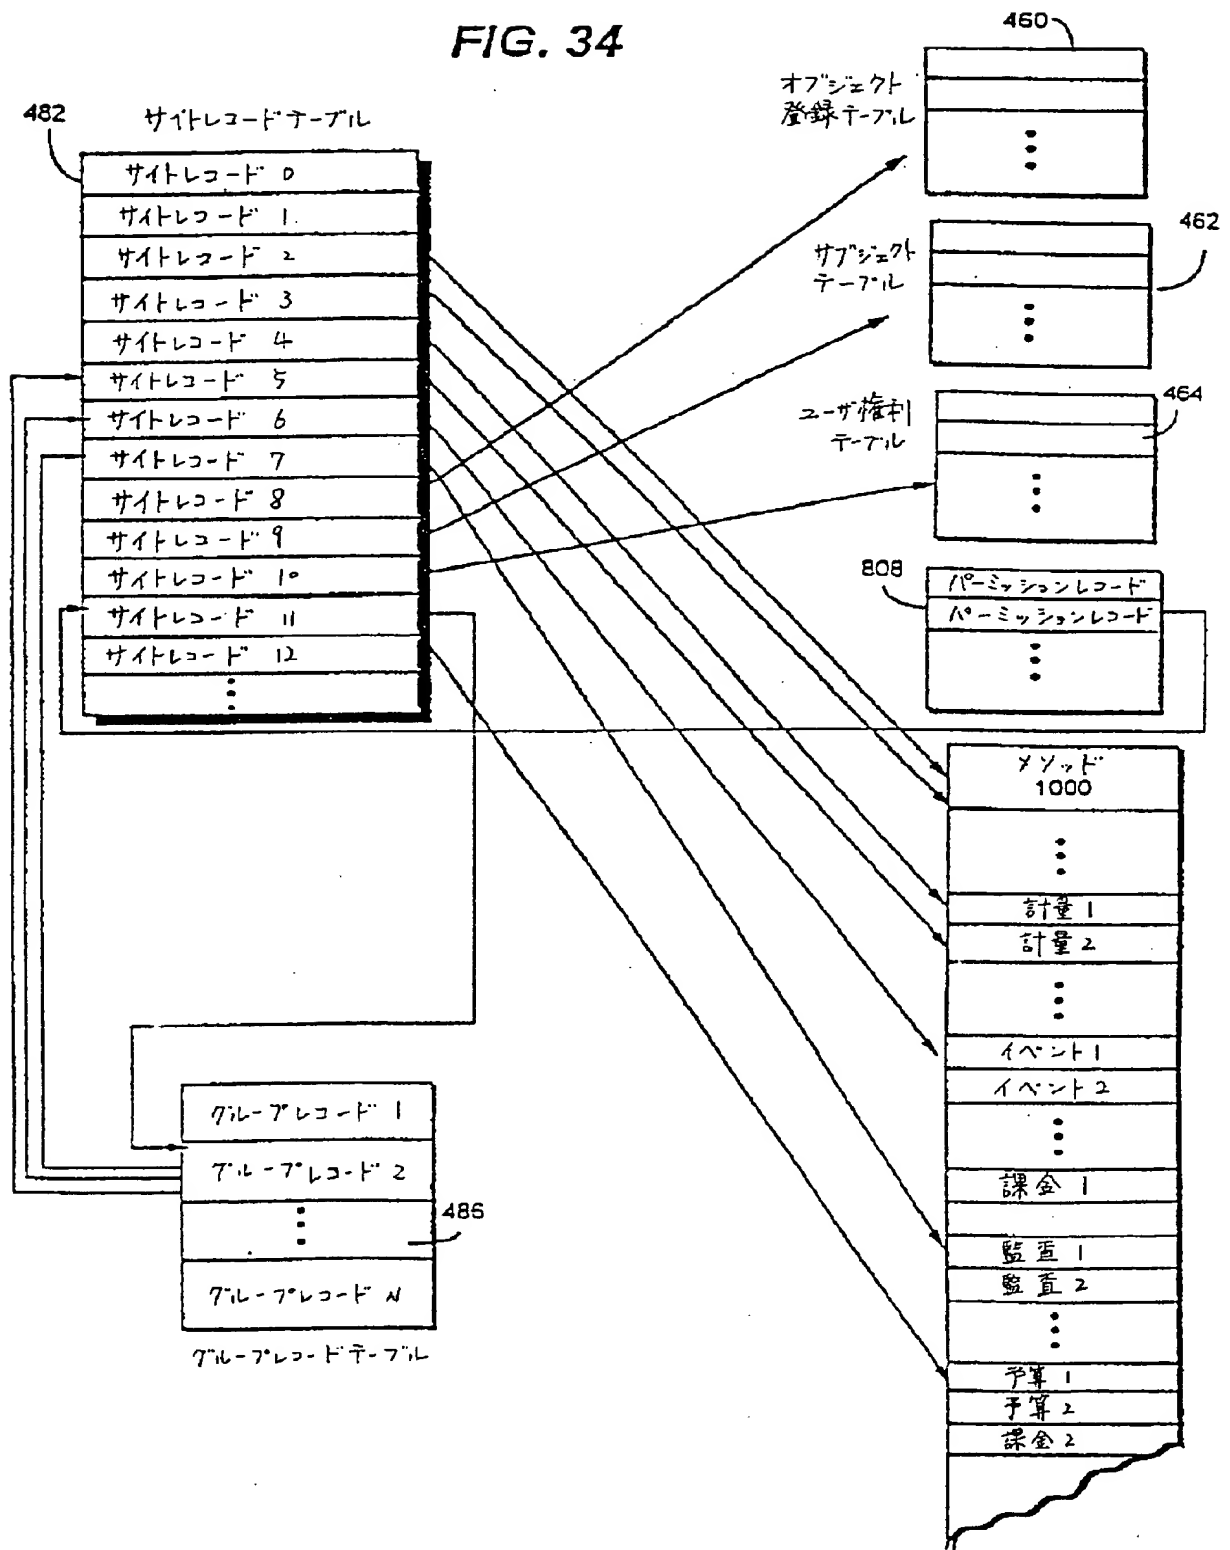 FIG. 34
482
サイトレコードテーブル
サイトレコード 0
サイトレコード 1
サイトレコード 2
サイトレコード 3
サイトレコード 4
サイトレコード 5
サイトレコード 6
サイトレコード 7
サイトレコード 8
サイトレコード 9
サイトレコード 10
サイトレコード 11
サイトレコード 12
グループレコード 1
グループレコード 2
486
グループレコード N
グループレコードテーブル
460
オブジェクト
登録テーブル
462
サブジェクト
テーブル
464
ユーザ権利
テーブル
808
パーミッションレコード
パーミッションレコード
メソッド
1000
計量 1
計量 2
イベント 1
イベント 2
課金 1
監査 1
監査 2
予算 1
予算 2
課金 2